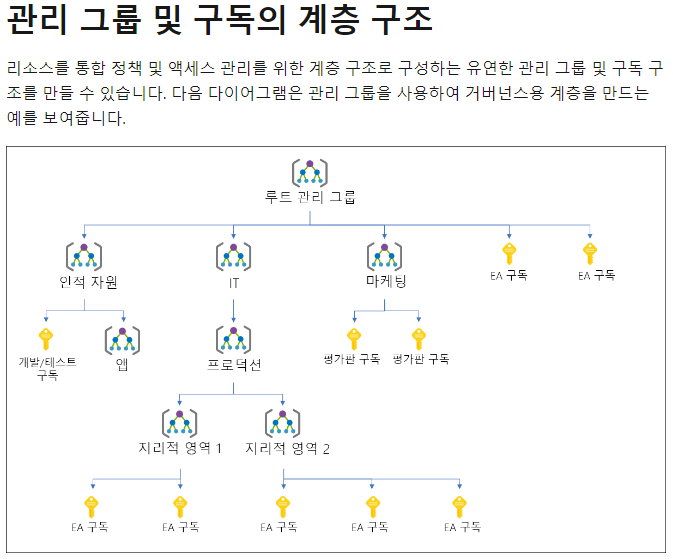 관리 그룹 및 구독의 계층 구조
리소스를 통합 정책 및 액세스 관리를 위한 계층 구조로 구성하는 유연한 관리 그룹 및 구독 구
조를 만들 수 있습니다. 다음 다이어그램은 관리 그룹을 사용하여 거버넌스용 계층을 만드는
예를 보여줍니다.
루트 관리 그룹
인적 자원
IT
마케팅
EA 구독
EA 구독
개발/테스트
구독
앱
프로덕션
평가판 구독
평가판 구독
지리적 영역 1
지리적 영역 2
EA 구독
EA 구독
EA 구독
EA 구독
EA 구독